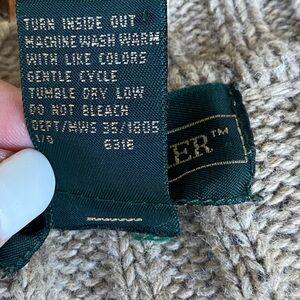 TURN INSIDE OUT
MACHINE WASH WARM
WITH LIKE COLORS
GENTLE CYCLE
TUMBLE DRY LOW
DO NOT BLEACH
DEPT/MWS 35/1805
6316
ER™